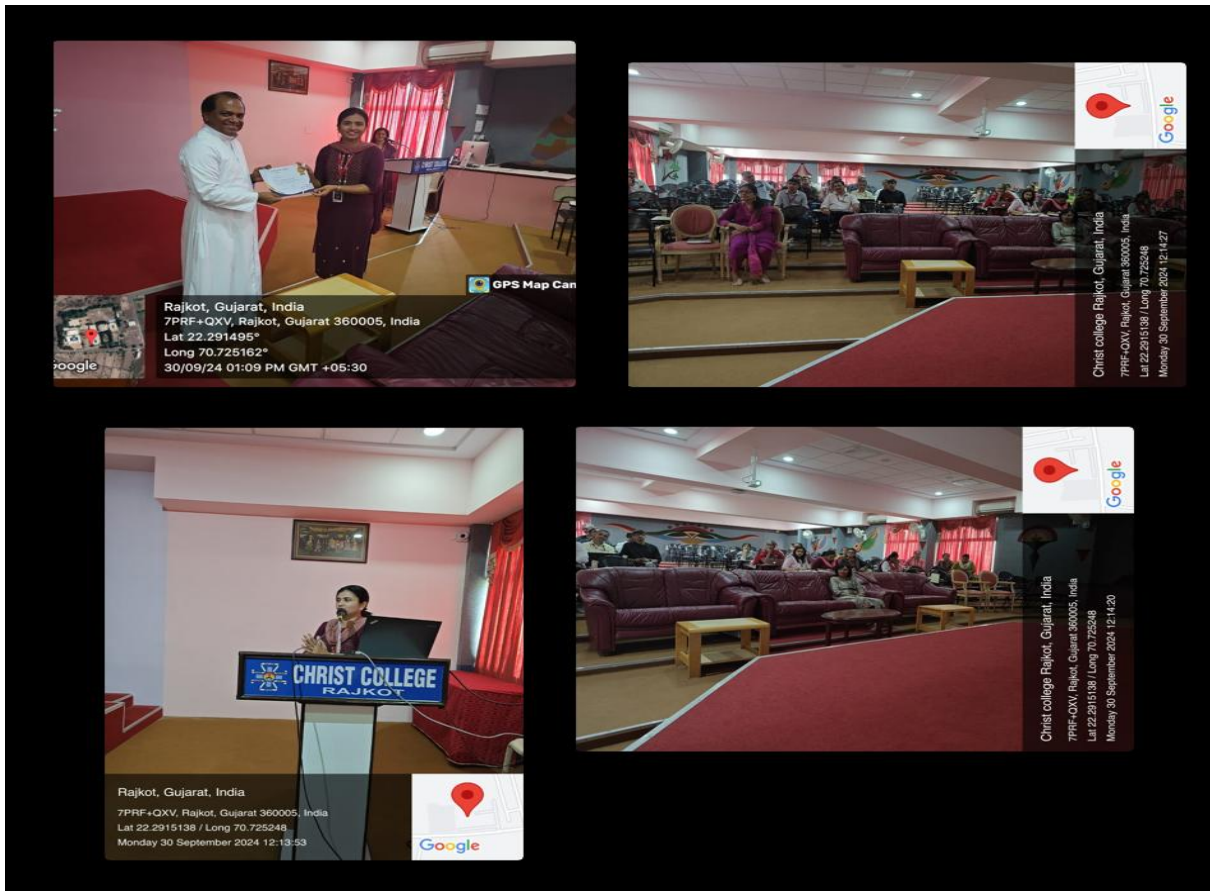 CHRIST COLLEGE
GPS Map Cam
Rajkot, Gujarat, India
7PRF+QXV, Rajkot, Gujarat 360005, India
Lat 22.291495°
Long 70.725162°
30/09/24 01:09 PM GMT +05:30
Google
Google
Christ college Rajkot, Gujarat, India
7PRF+QXV, Rajkot, Gujarat 360005, India
Lat 22.2915138 / Long 70.725248
Monday 30 September 2024 12:14:27
CHRIST COLLEGE
RAJKOT
Rajkot, Gujarat, India
7PRF+QXV, Rajkot, Gujarat 360005, India
Lat 22.2915138 / Long 70.725248
Monday 30 September 2024 12:13:53
Google
Google
Christ college Rajkot, Gujarat, India
7PRF+QXV, Rajkot, Gujarat 360005, India
Lat 22.2915138 / Long 70.725248
Monday 30 September 2024 12:14:20